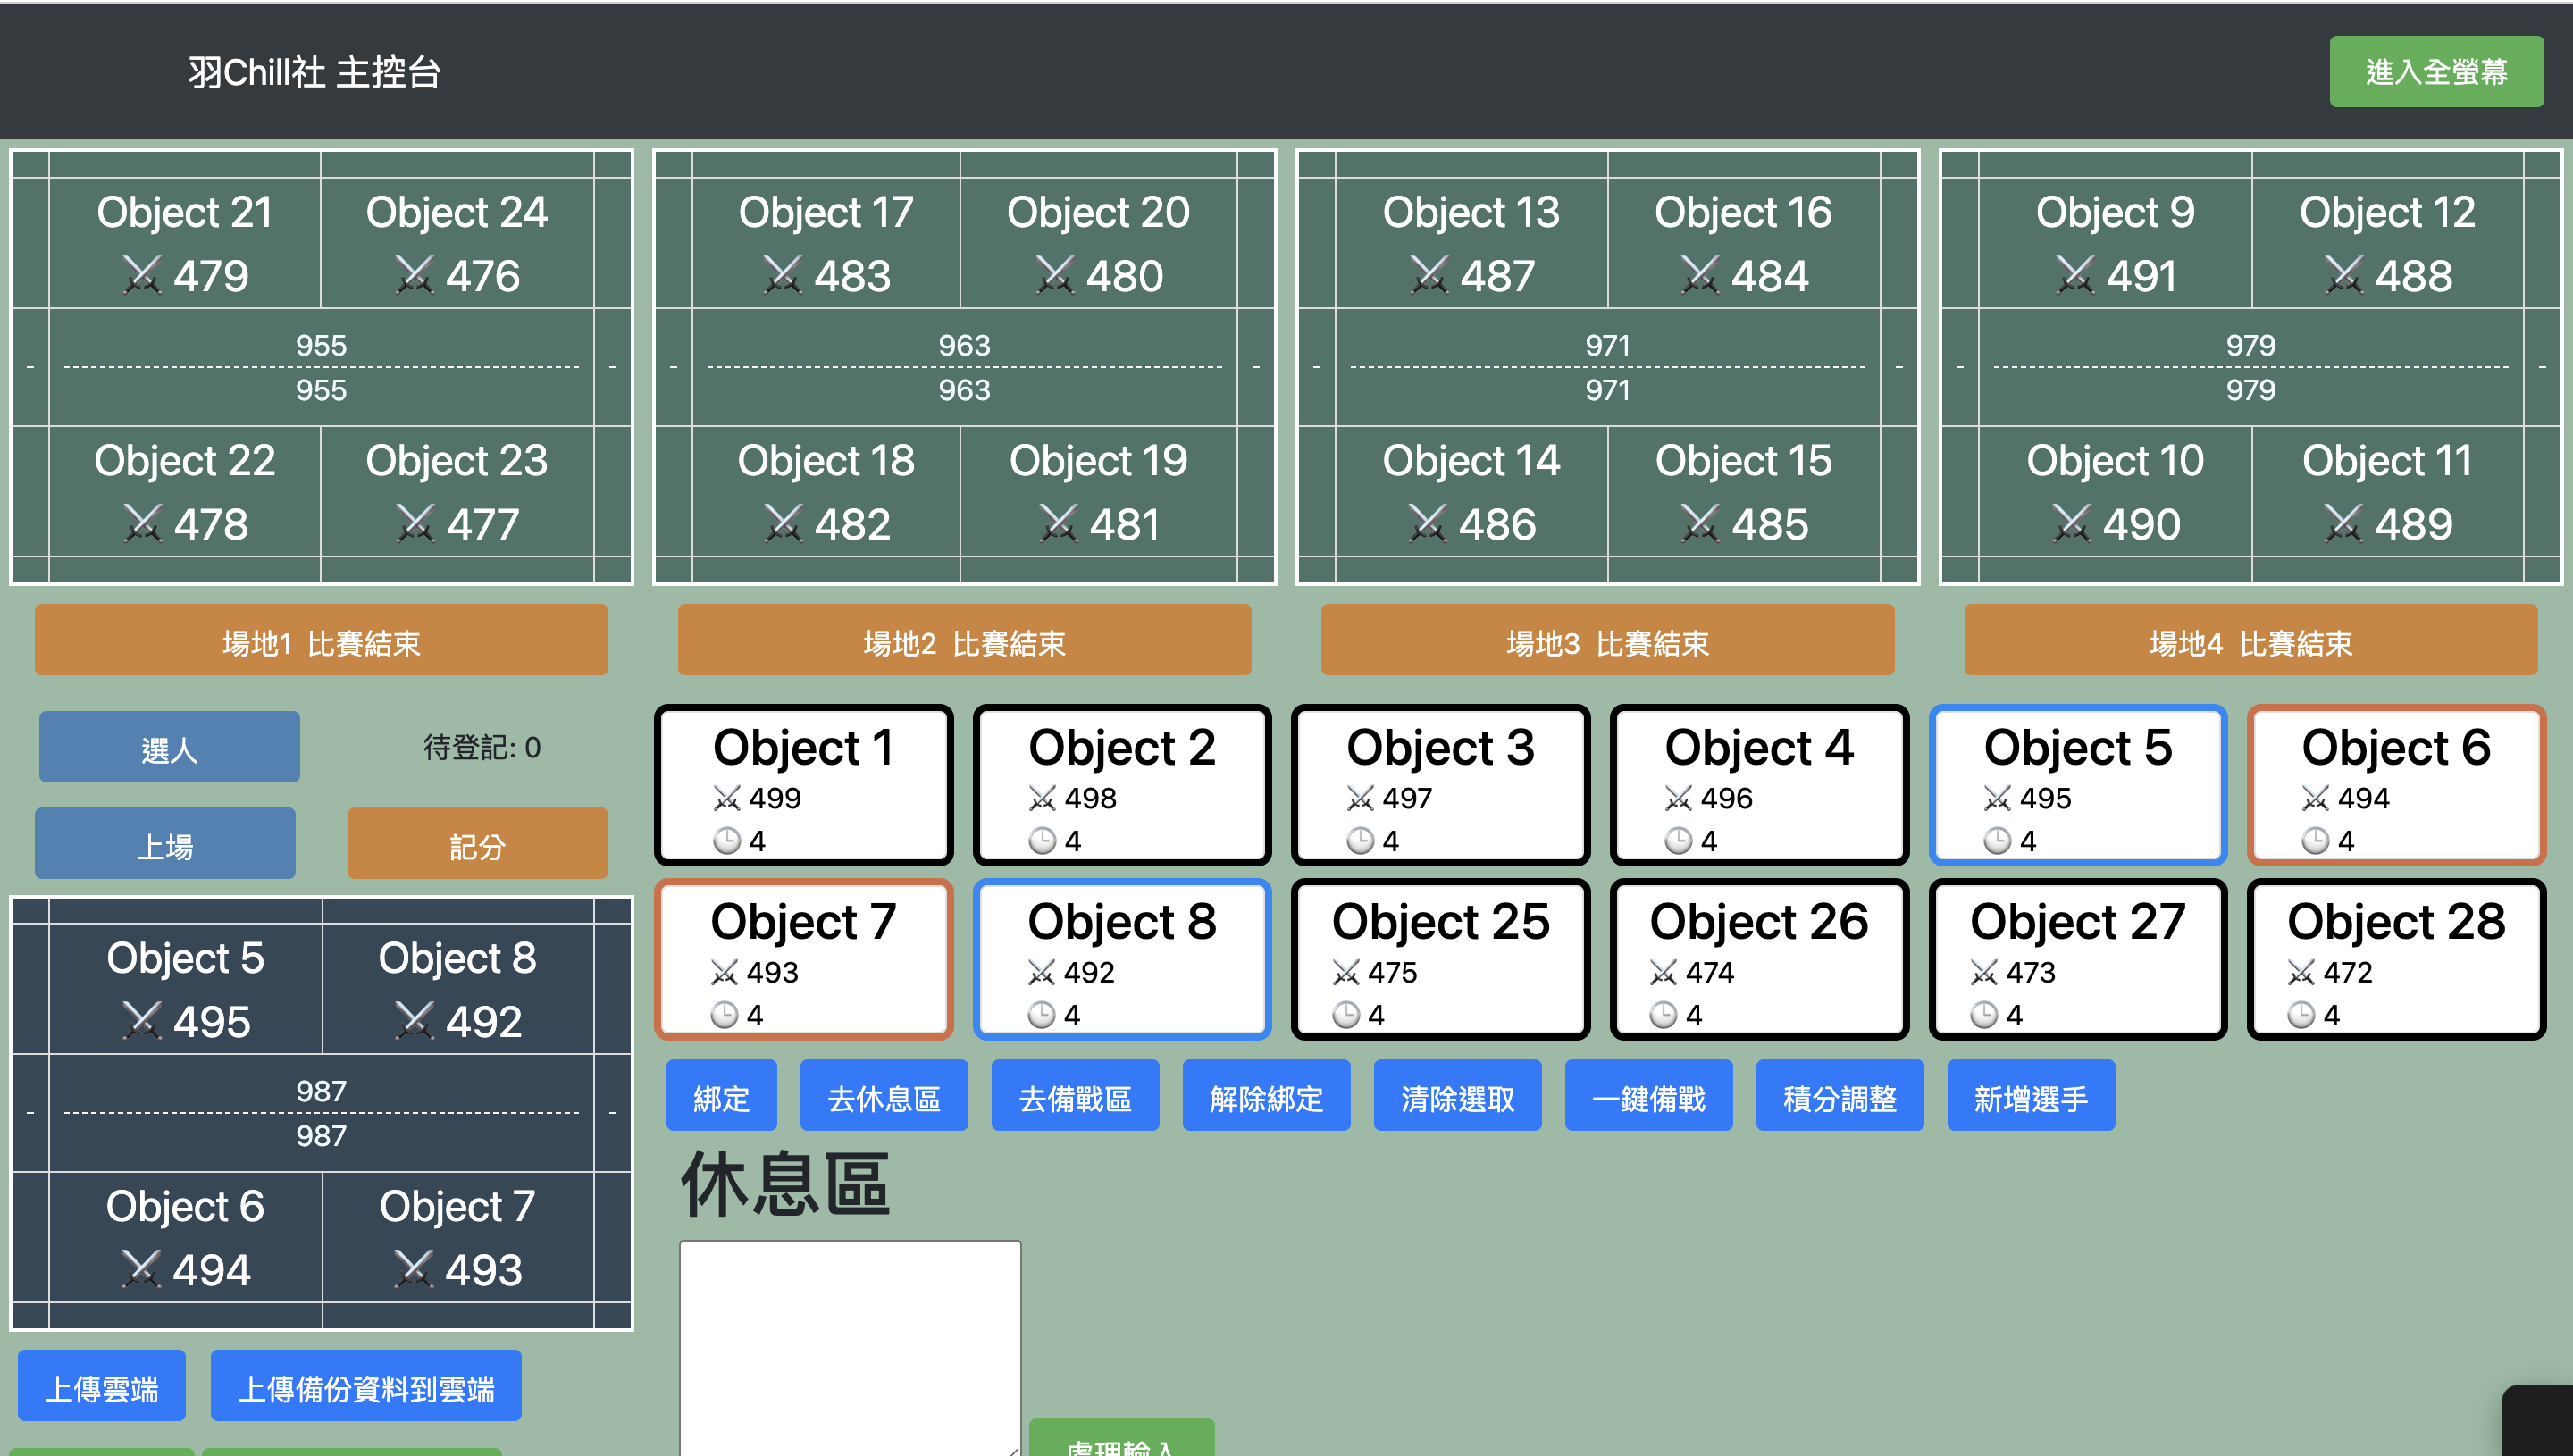 羽Chill社 主控台
進入全螢幕
Object 21 Object 24
⚔ 479 ⚔ 476
955
- -
955
Object 22 Object 23
⚔ 478 ⚔ 477
Object 17 Object 20
⚔ 483 ⚔ 480
963
- -
963
Object 18 Object 19
⚔ 482 ⚔ 481
Object 13 Object 16
⚔ 487 ⚔ 484
971
- -
971
Object 14 Object 15
⚔ 486 ⚔ 485
Object 9 Object 12
⚔ 491 ⚔ 488
979
- -
979
Object 10 Object 11
⚔ 490 ⚔ 489
場地1 比賽結束
場地2 比賽結束
場地3 比賽結束
場地4 比賽結束
選人
待登記: 0
上場
記分
Object 5 Object 8
⚔ 495 ⚔ 492
987
- -
987
Object 6 Object 7
⚔ 494 ⚔ 493
上傳雲端
上傳備份資料到雲端
Object 1
⚔ 499
🕒 4
Object 2
⚔ 498
🕒 4
Object 3
⚔ 497
🕒 4
Object 4
⚔ 496
🕒 4
Object 5
⚔ 495
🕒 4
Object 6
⚔ 494
🕒 4
Object 7
⚔ 493
🕒 4
Object 8
⚔ 492
🕒 4
Object 25
⚔ 475
🕒 4
Object 26
⚔ 474
🕒 4
Object 27
⚔ 473
🕒 4
Object 28
⚔ 472
🕒 4
綁定
去休息區
去備戰區
解除綁定
清除選取
一鍵備戰
積分調整
新增選手
休息區
處理輸入